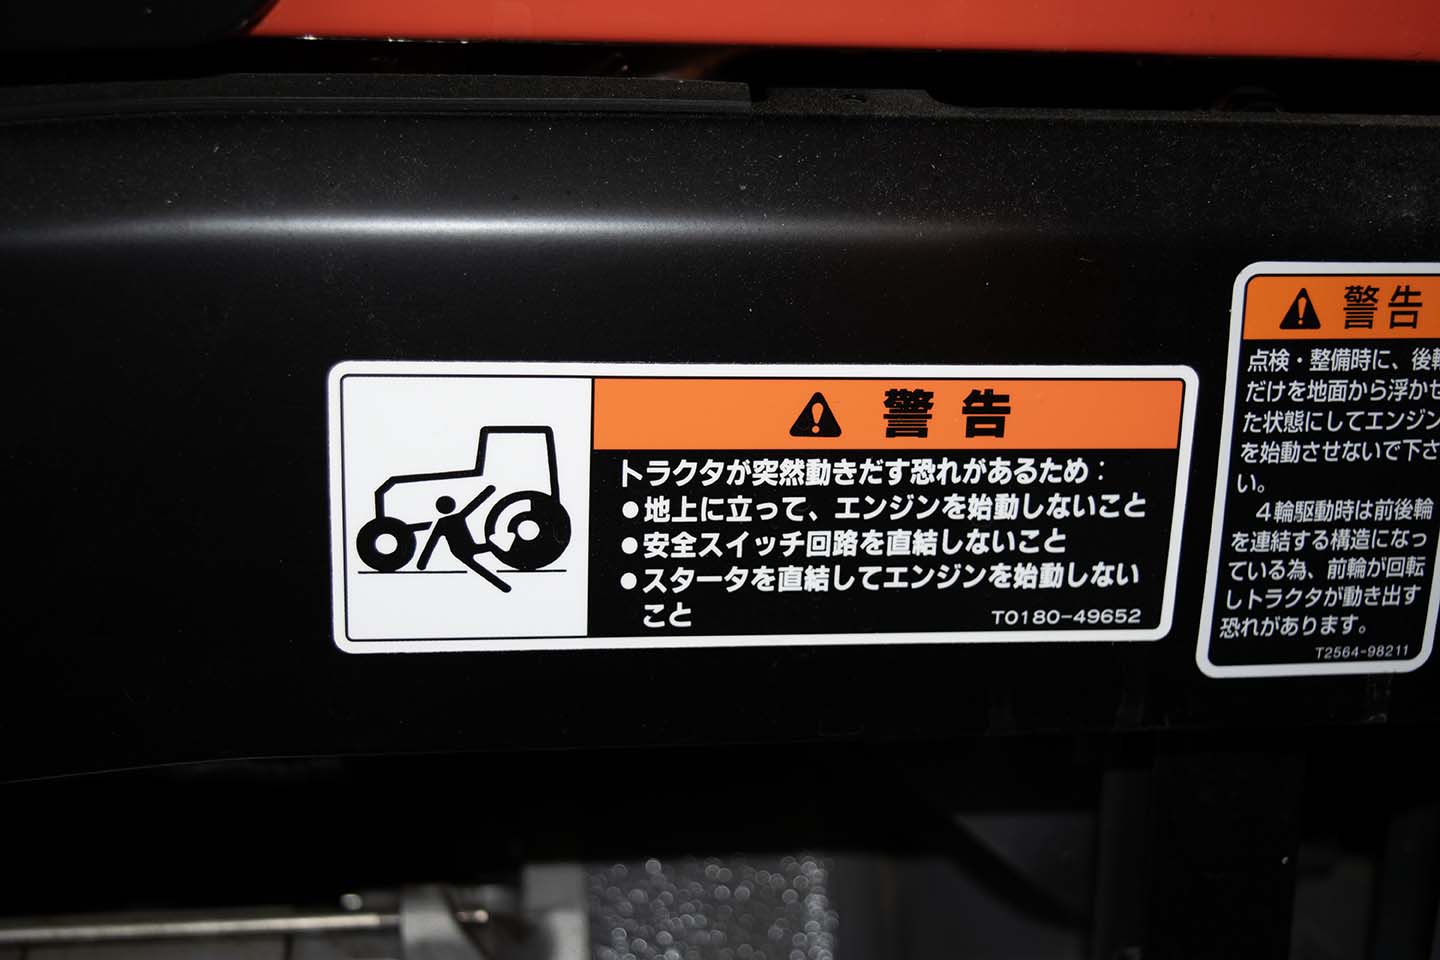 警告
トラクタが突然動きだす恐れがあるため:
●地上に立って、エンジンを始動しないこと
●安全スイッチ回路を直結しないこと
●スタータを直結してエンジンを始動しない
こと
T0180-49652
警告
点検・整備時に、後輪
だけを地面から浮かせ
た状態にしてエンジン
を始動させないで下さ
い。
４輪駆動時は前後輪
を連結する構造になっ
ている為、前輪が回転
しトラクタが動き出す
恐れがあります。
T2564-98211